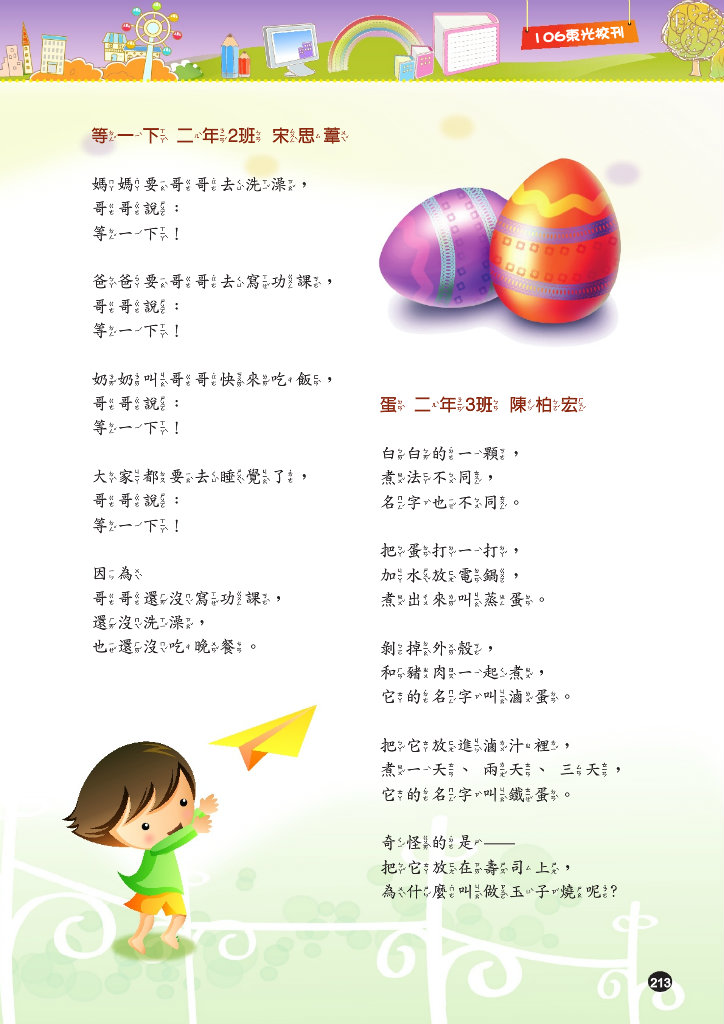 106東光校刊
等一下 二年2班 宋思葦
媽媽要哥哥去洗澡，
哥哥說：
等一下！
爸爸要哥哥去寫功課，
哥哥說：
等一下！
奶奶叫哥哥快來吃飯，
哥哥說：
等一下！
大家都要去睡覺了，
哥哥說：
等一下！
因為
哥哥還沒寫功課，
還沒洗澡，
也還沒吃晚餐。
蛋 二年3班 陳柏宏
白白的一顆，
煮法不同，
名字也不同。
把蛋打一打，
加水放電鍋，
煮出來叫蒸蛋。
剝掉外殼，
和豬肉一起煮，
它的名字叫滷蛋。
把它放進滷汁裡，
煮一天、兩天、三天，
它的名字叫鐵蛋。
奇怪的是——
把它放在壽司上，
為什麼叫做玉子燒呢？
213